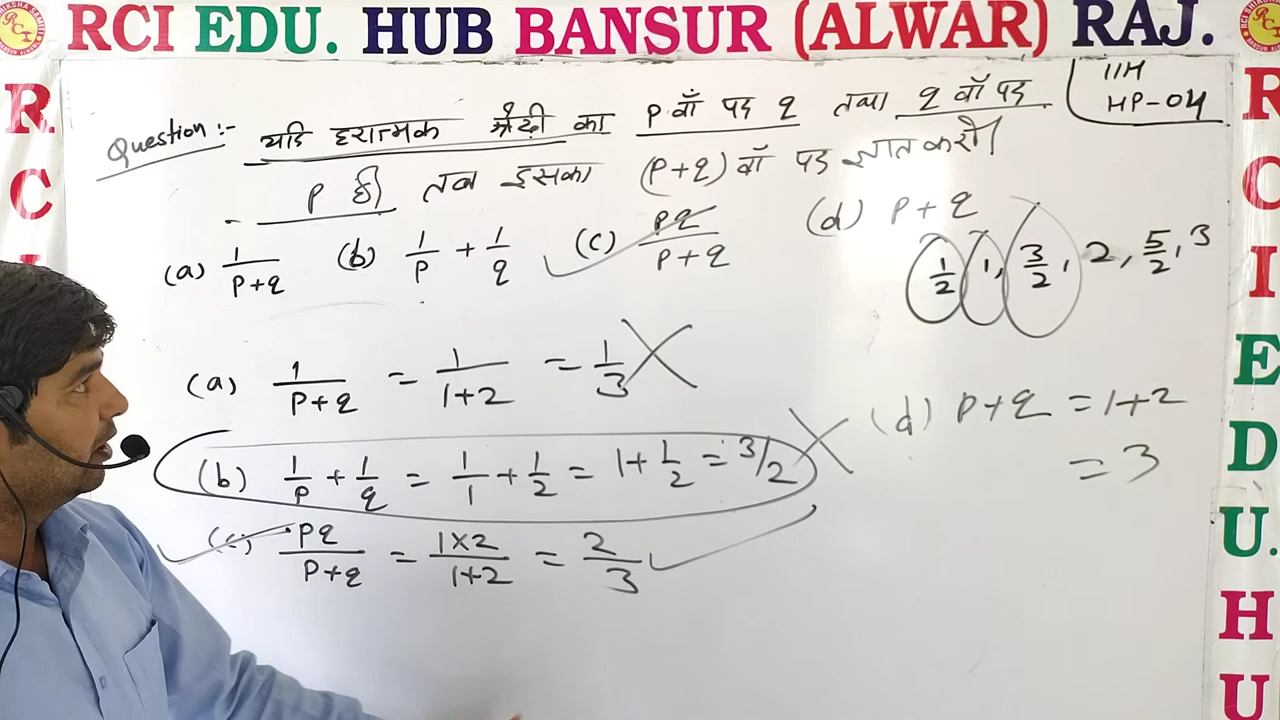 RCI EDU. HUB BANSUR (ALWAR) RAJ.
11H
HP-04
Question :- यदि हरात्मक श्रेढ़ी का P वाँ पद q तथा q वाँ पद
P हो तब इसका (P+q) वाँ पद ज्ञात करो।
(a) 1/(P+q) (b) 1/P + 1/q (c) Pq/(P+q) (d) P+q
1/2, 1, 3/2, 2, 5/2, 3
(a) 1/(P+q) = 1/(1+2) = 1/3
(b) 1/P + 1/q = 1/1 + 1/2 = 1 + 1/2 = 3/2
(c) Pq/(P+q) = (1×2)/(1+2) = 2/3
(d) P+q = 1+2
= 3
R.
C
I
R
C
I
E
D
U.
H
U